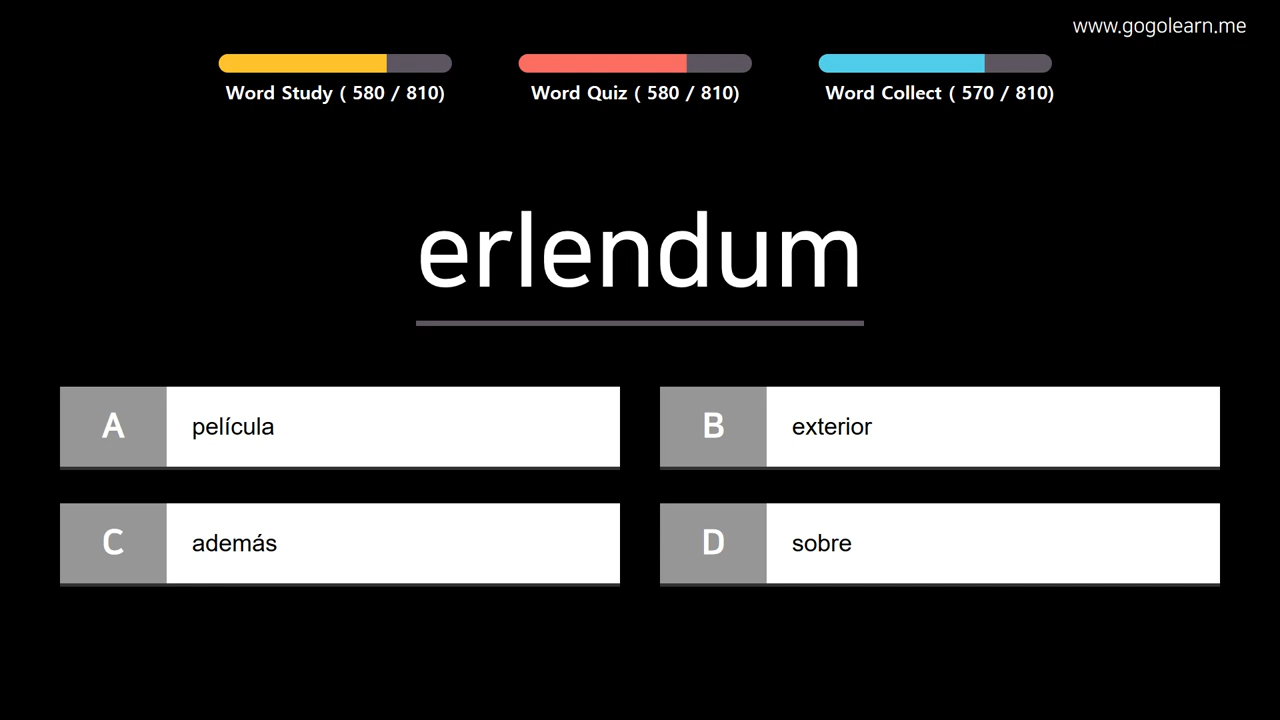 www.gogolearn.me
Word Study ( 580 / 810)
Word Quiz ( 580 / 810)
Word Collect ( 570 / 810)
erlendum
A película
B exterior
C además
D sobre